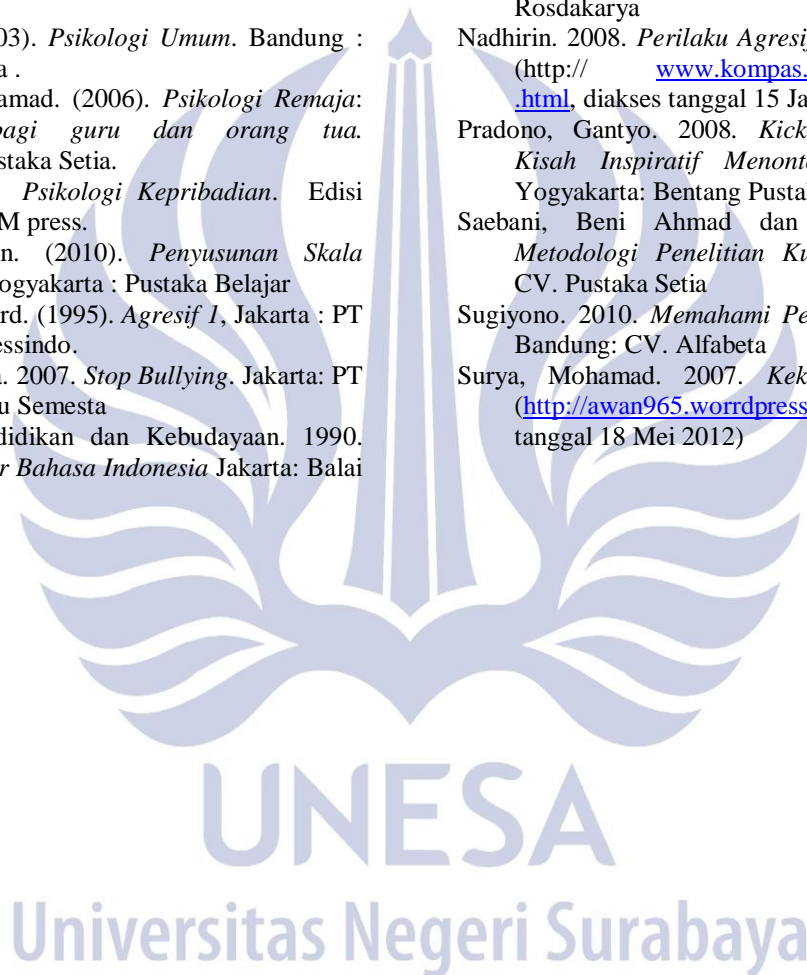 03). Psikologi Umum. Bandung :
a .
amad. (2006). Psikologi Remaja:
bagi guru dan orang tua.
staka Setia.
Psikologi Kepribadian. Edisi
M press.
n. (2010). Penyusunan Skala
ogyakarta : Pustaka Belajar
rd. (1995). Agresif 1, Jakarta : PT
essindo.
a. 2007. Stop Bullying. Jakarta: PT
u Semesta
didikan dan Kebudayaan. 1990.
r Bahasa Indonesia Jakarta: Balai
Rosdakarya
Nadhirin. 2008. Perilaku Agresif
(http:// www.kompas.
.html, diakses tanggal 15 Ja
Pradono, Gantyo. 2008. Kick
Kisah Inspiratif Menont
Yogyakarta: Bentang Pusta
Saebani, Beni Ahmad dan
Metodologi Penelitian Ku
CV. Pustaka Setia
Sugiyono. 2010. Memahami Pe
Bandung: CV. Alfabeta
Surya, Mohamad. 2007. Kek
(http://awan965.worrdpress
tanggal 18 Mei 2012)
UNESA
Universitas Negeri Surabaya